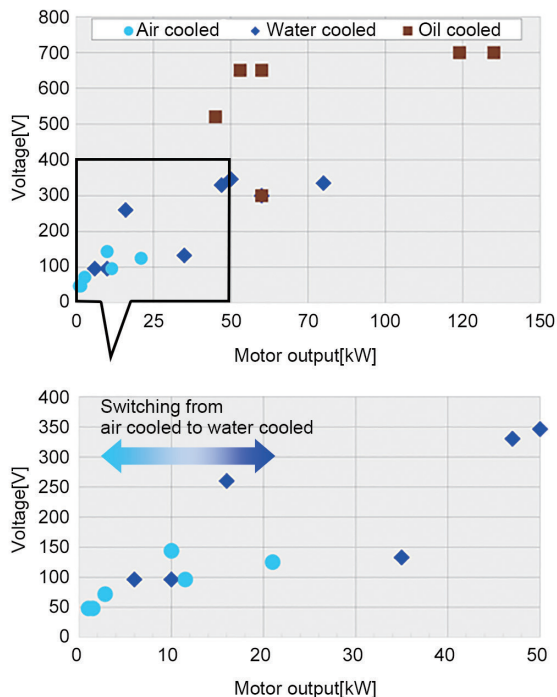 800
Air cooled Water cooled Oil cooled
700
600
500
400
300
200
100
0
0 25 50 75 100 120 150
Voltage[V]
Motor output[kW]
400
350
300
250
200
150
100
50
0
Switching from
air cooled to water cooled
0 10 20 30 40 50
Voltage[V]
Motor output[kW]